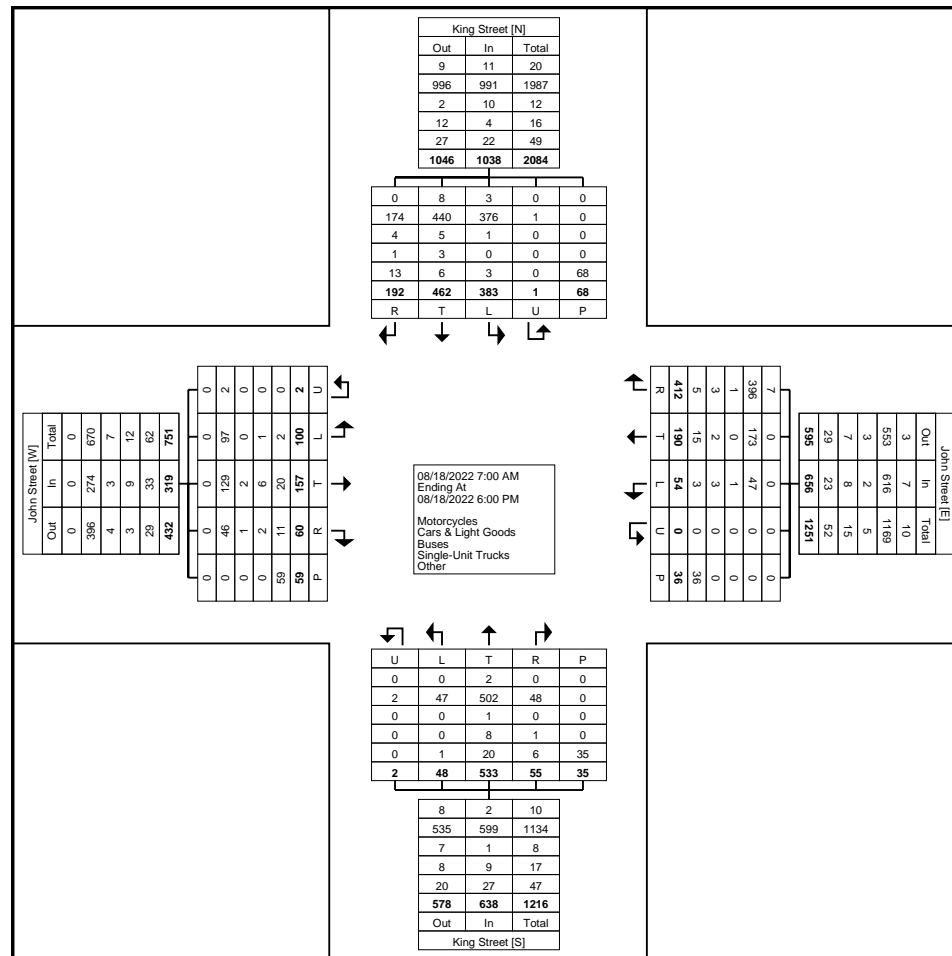 King Street [N]
Out In Total
9 11 20
996 991 1987
2 10 12
12 4 16
27 22 49
1046 1038 2084
0 8 3 0 0
174 440 376 1 0
4 5 1 0 0
1 3 0 0 0
13 6 3 0 68
192 462 383 1 68
R T L U P
John Street [W]
Total 0 670 7 12 62 751
In 0 274 3 9 33 319
Out 0 396 4 3 29 432
0 2 0 0 0 2 U
0 97 0 1 2 100 L
0 129 2 6 20 157 T
0 46 1 2 11 60 R
0 0 0 0 59 59 P
08/18/2022 7:00 AM
Ending At
08/18/2022 6:00 PM
Motorcycles
Cars & Light Goods
Buses
Single-Unit Trucks
Other
R 412 5 3 1 396 7
T 190 15 2 0 173 0
L 54 3 3 1 47 0
U 0 0 0 0 0 0
P 36 36 0 0 0 0
John Street [E]
595 29 7 3 553 3 Out
656 23 8 2 616 7 In
1251 52 15 5 1169 10 Total
U L T R P
0 0 2 0 0
2 47 502 48 0
0 0 1 0 0
0 0 8 1 0
0 1 20 6 35
2 48 533 55 35
8 2 10
535 599 1134
7 1 8
8 9 17
20 27 47
578 638 1216
Out In Total
King Street [S]